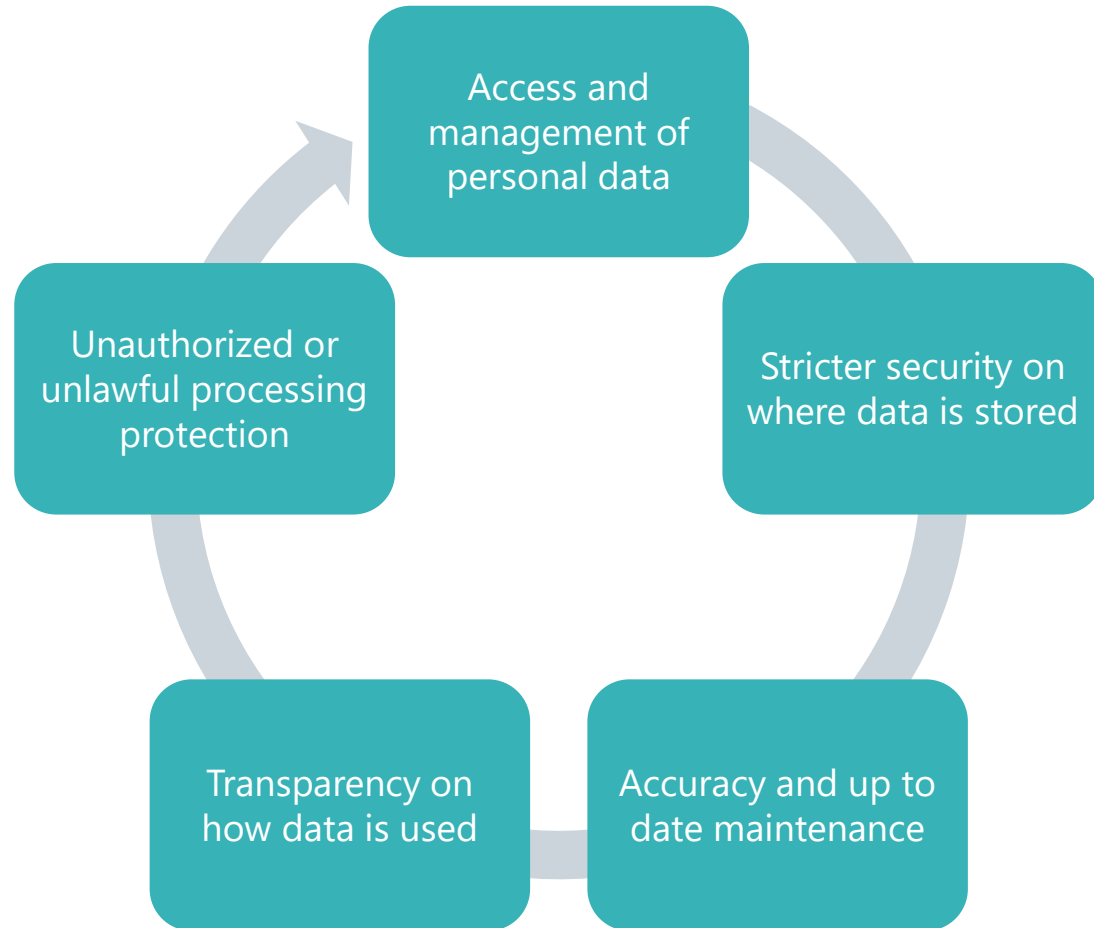 Access and
management of
personal data
Stricter security on
where data is stored
Accuracy and up to
date maintenance
Transparency on
how data is used
Unauthorized or
unlawful processing
protection